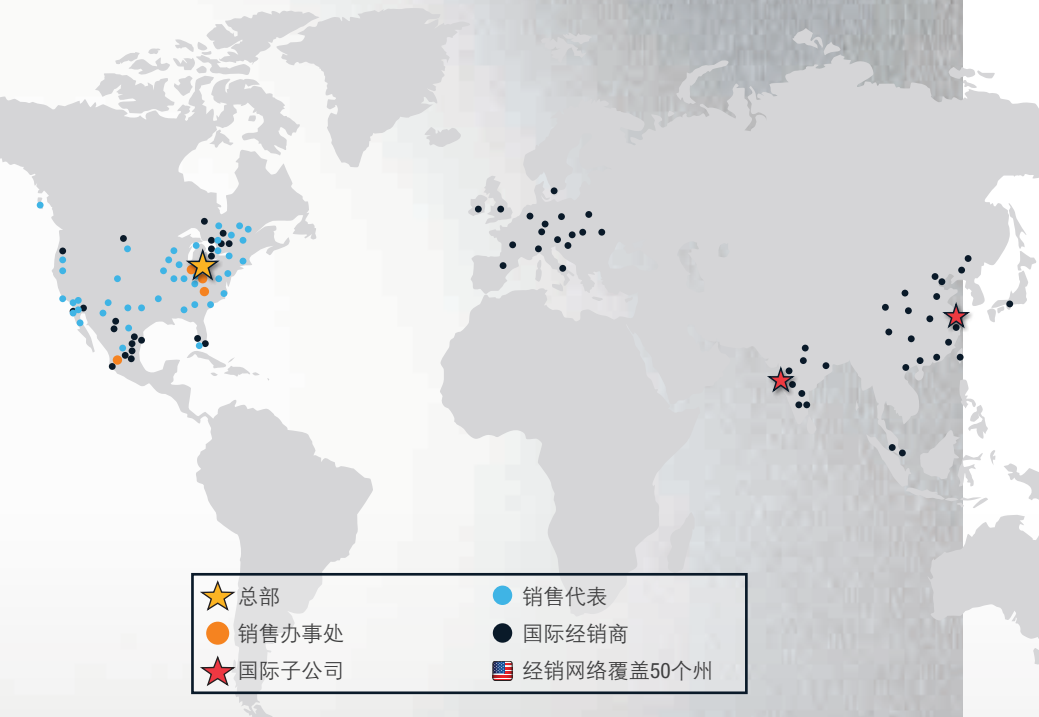 总部
销售代表
销售办事处
国际经销商
国际子公司
经销网络覆盖50个州